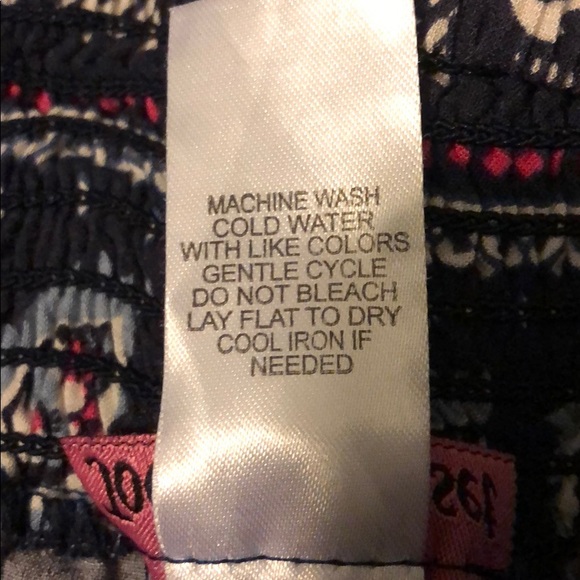 MACHINE WASH
COLD WATER
WITH LIKE COLORS
GENTLE CYCLE
DO NOT BLEACH
LAY FLAT TO DRY
COOL IRON IF
NEEDED